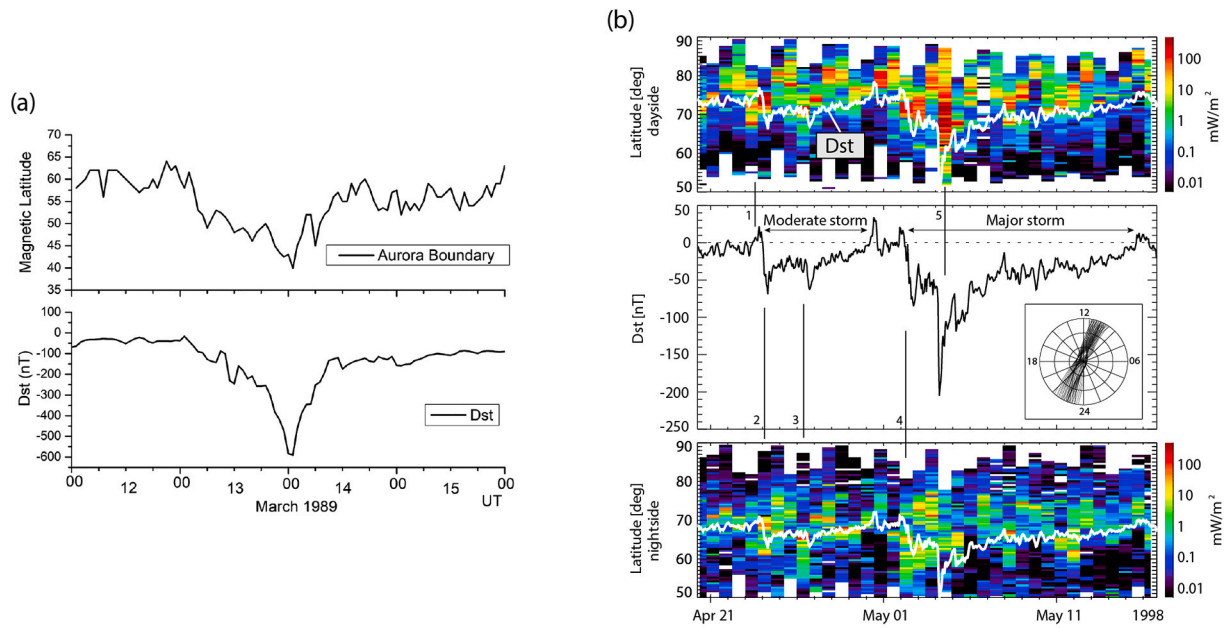 (a)
70
65
60
55
50
45
40
35
Magnetic Latitude
Aurora Boundary
100
0
-100
-200
-300
-400
-500
-600
Dst (nT)
Dst
00 12 00 13 00 14 00 15 00
March 1989
UT
(b)
90
80
70
60
50
Latitude [deg]
dayside
Dst
100
10
1
0.1
0.01
mW/m²
50
0
-50
-100
-150
-200
-250
Dst [nT]
1
Moderate storm
5
Major storm
12
18
06
24
2
3
4
90
80
70
60
50
Latitude [deg]
nightside
100
10
1
0.1
0.01
mW/m²
Apr 21
May 01
May 11
1998